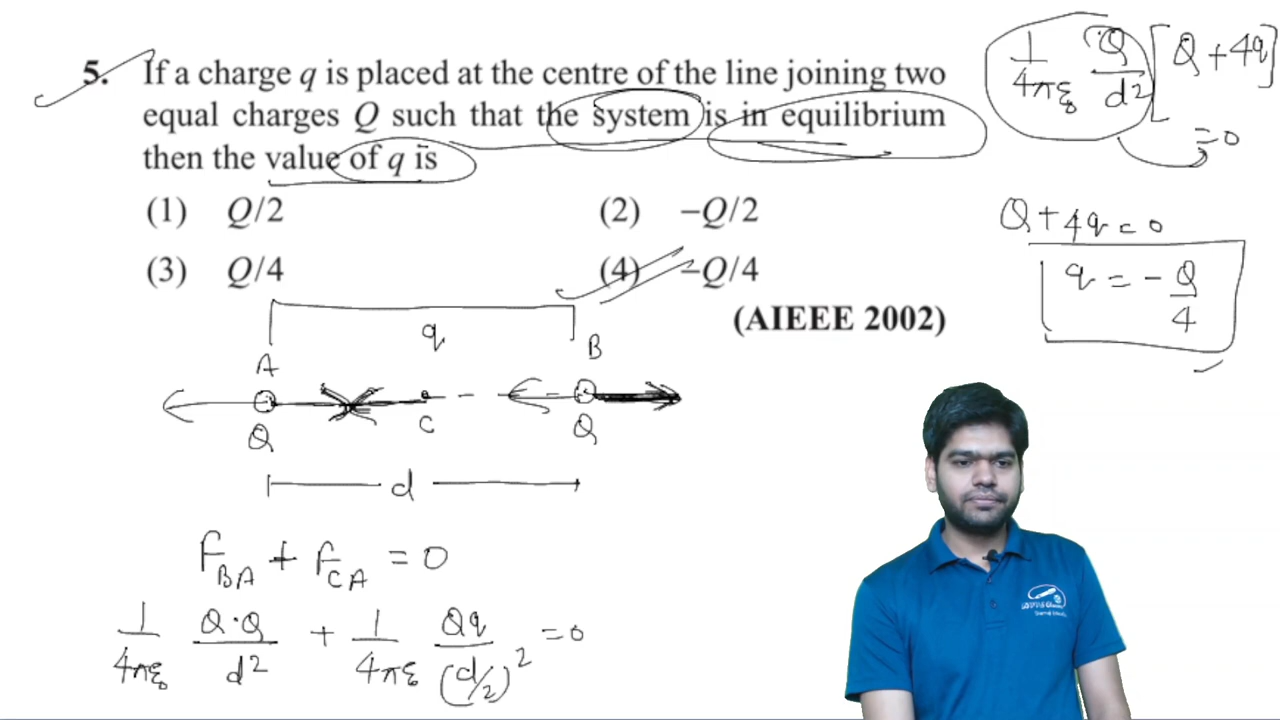 5. If a charge q is placed at the centre of the line joining two
equal charges Q such that the system is in equilibrium
then the value of q is
(1) Q/2 (2) –Q/2
(3) Q/4 (4) –Q/4
(AIEEE 2002)
1/4πε₀ Q/d² [Q + 4q]
= 0
Q + 4q = 0
q = - Q/4
q
A B
C
Q Q
d
F_BA + F_CA = 0
1/4πε₀ Q·Q/d² + 1/4πε₀ Qq/(d/2)² = 0